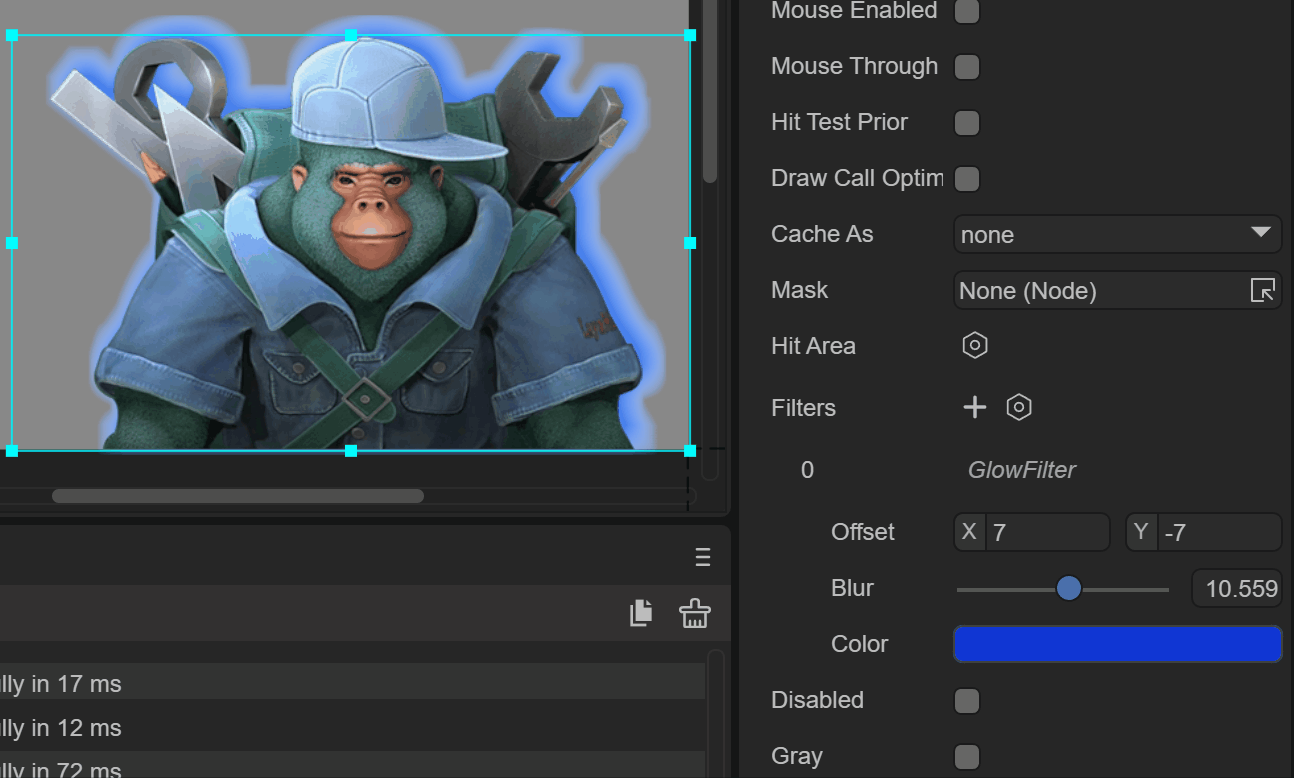 Mouse Enabled
Mouse Through
Hit Test Prior
Draw Call Optim
Cache As none
Mask None (Node)
Hit Area
Filters
0 GlowFilter
Offset X 7 Y -7
Blur 10.559
Color
Disabled
Gray
lly in 17 ms
lly in 12 ms
lly in 72 ms